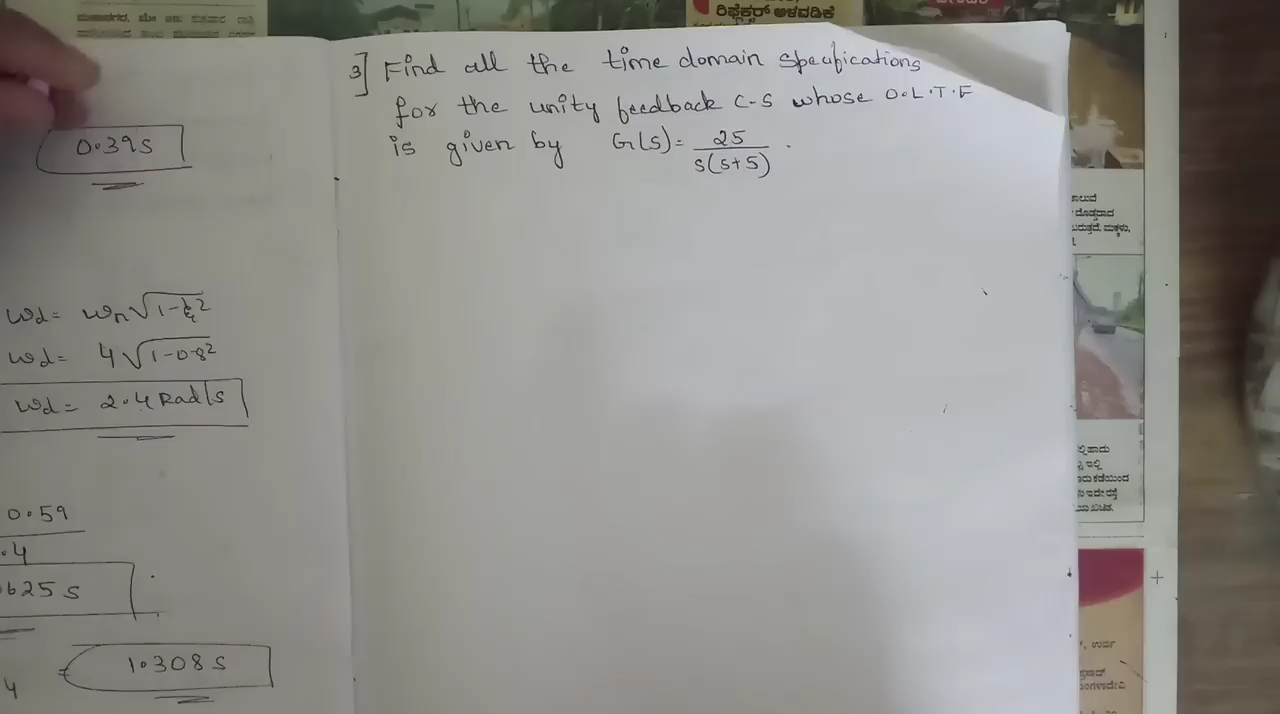 ರಿಫ್ಲೆಕ್ಟರ್ ಅಳವಡಿಕೆ
3] Find all the time domain specifications
for the unity feedback C-S whose O.L.T.F
is given by G(s) = 25 / s(s+5) .
0.39s
ωd = ωn√1-ξ²
ωd = 4√1-0.8²
ωd = 2.4 Rad/s
0.59
.4
625 s
4 = 1.308 s